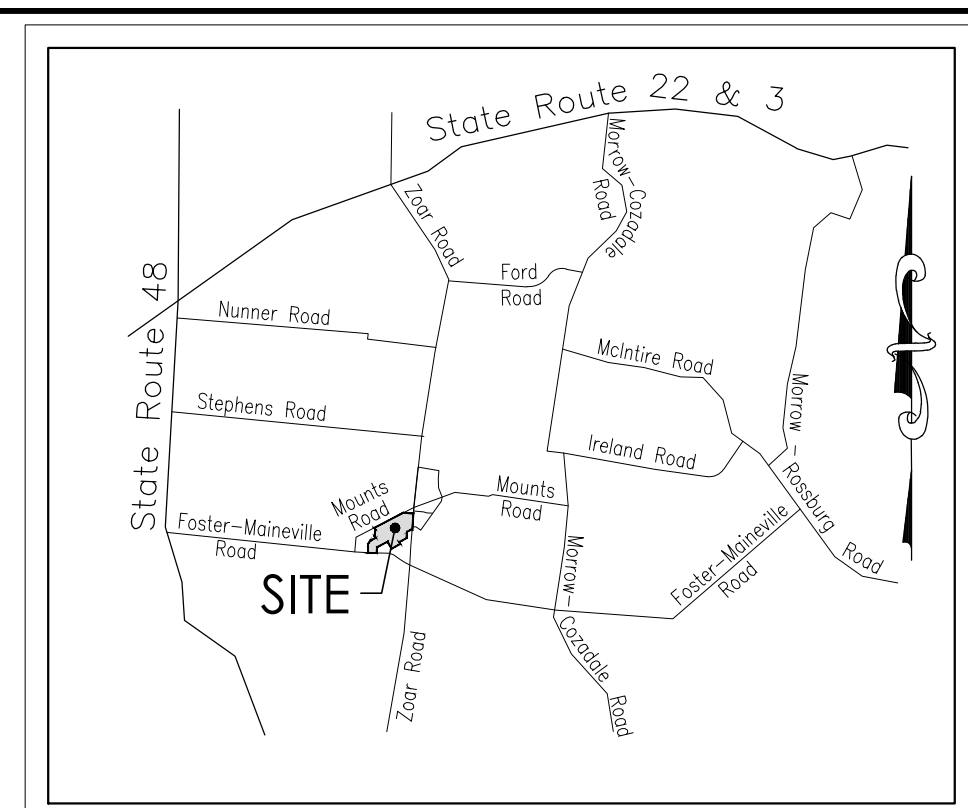 State Route 22 & 3
Morrow-Cozadale
Road
Zoar Road
Ford
Road
State Route 48
Nunner Road
McIntire Road
Stephens Road
Morrow - Rossburg
Road
Ireland Road
Mounts
Road
Mounts
Road
Foster-Maineville
Road
Foster-Maineville
Road
SITE
Morrow-
Cozadale
Road
Zoar Road